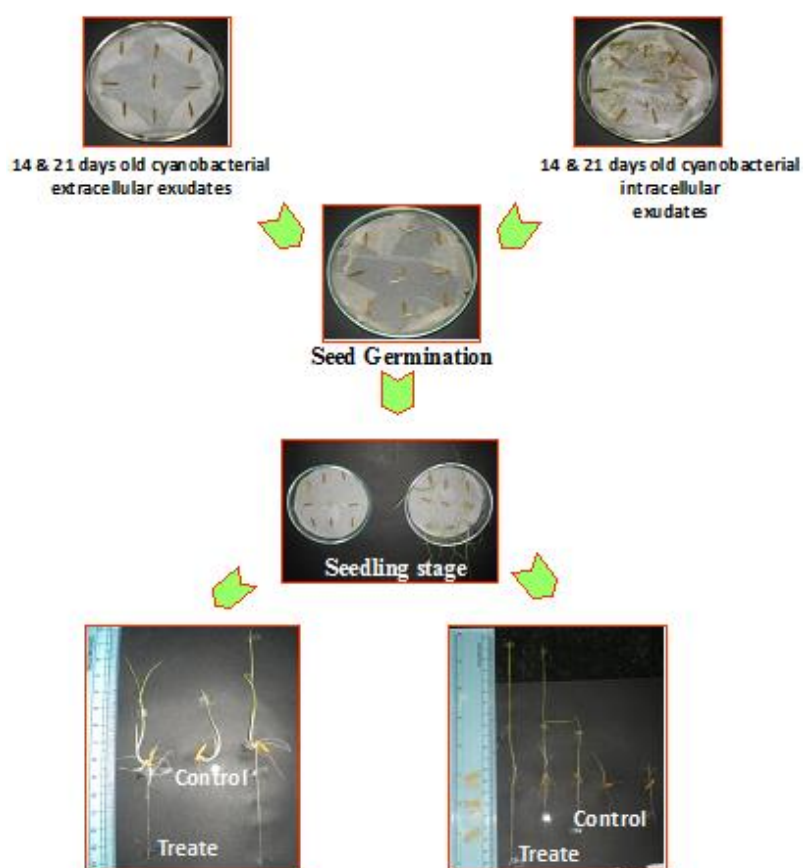 14 & 21 days old cyanobacterial
extracellular exudates
14 & 21 days old cyanobacterial
intracellular
exudates
Seed Germination
Seedling stage
Control
Treate
Control
Treate